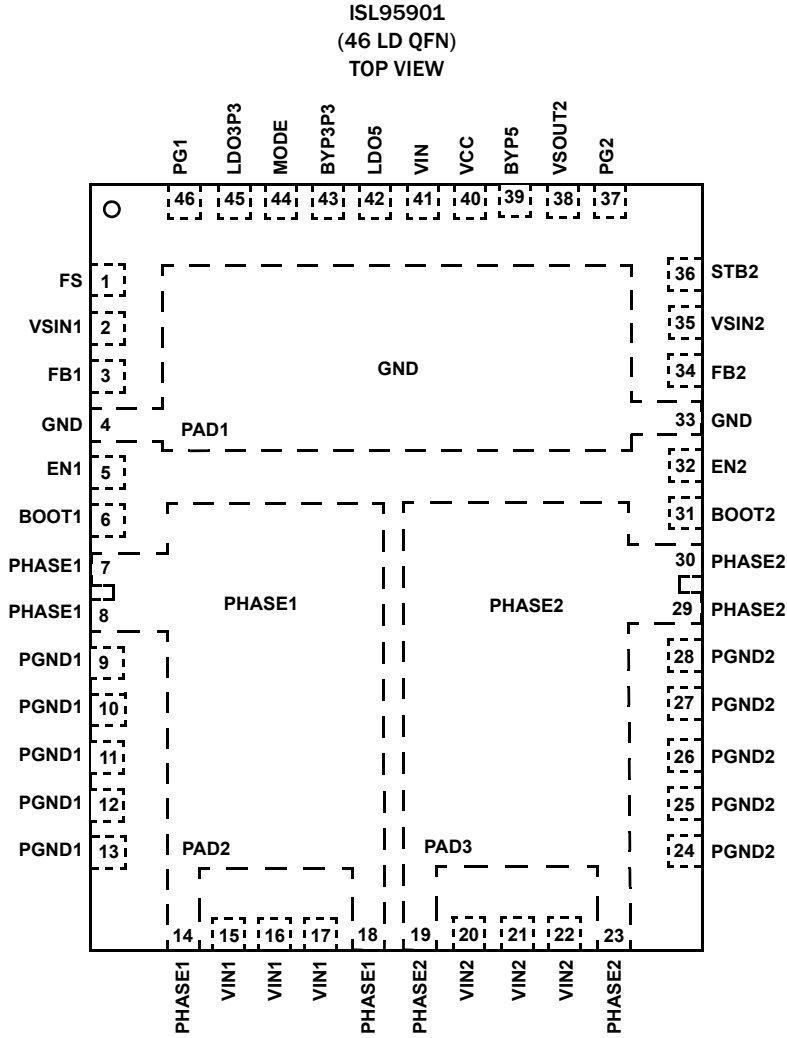 ISL95901
(46 LD QFN)
TOP VIEW
PG1 LDO3P3 MODE BYP3P3 LDO5 VIN VCC BYP5 VSOUT2 PG2
46 45 44 43 42 41 40 39 38 37
FS 1 36 STB2
VSIN1 2 35 VSIN2
FB1 3 GND 34 FB2
GND 4 PAD1 33 GND
EN1 5 32 EN2
BOOT1 6 31 BOOT2
PHASE1 7 30 PHASE2
PHASE1 8 PHASE1 PHASE2 29 PHASE2
PGND1 9 28 PGND2
PGND1 10 27 PGND2
PGND1 11 26 PGND2
PGND1 12 25 PGND2
PGND1 13 PAD2 PAD3 24 PGND2
14 15 16 17 18 19 20 21 22 23
PHASE1 VIN1 VIN1 VIN1 PHASE1 PHASE2 VIN2 VIN2 VIN2 PHASE2